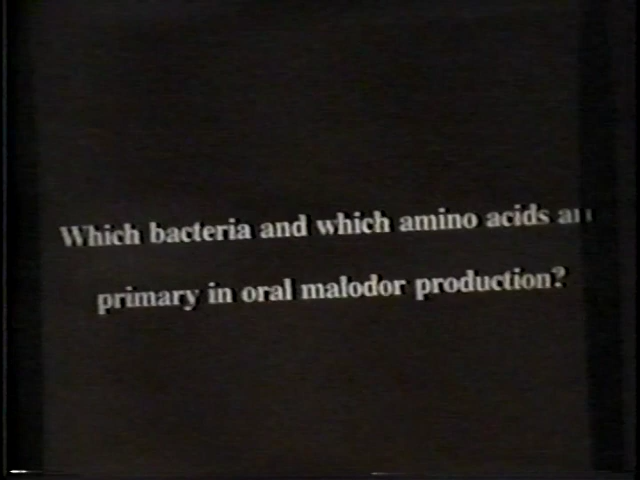 Which bacteria and which amino acids
primary in oral malodor production?